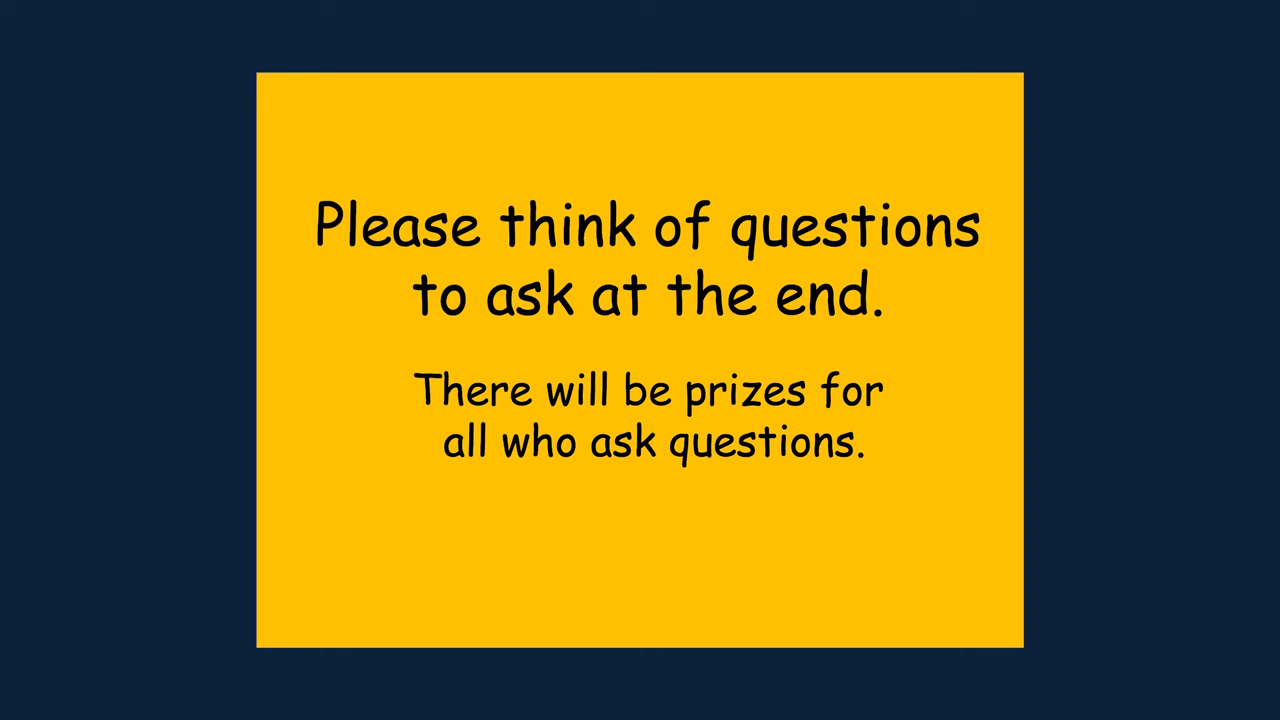 Please think of questions
to ask at the end.
There will be prizes for
all who ask questions.